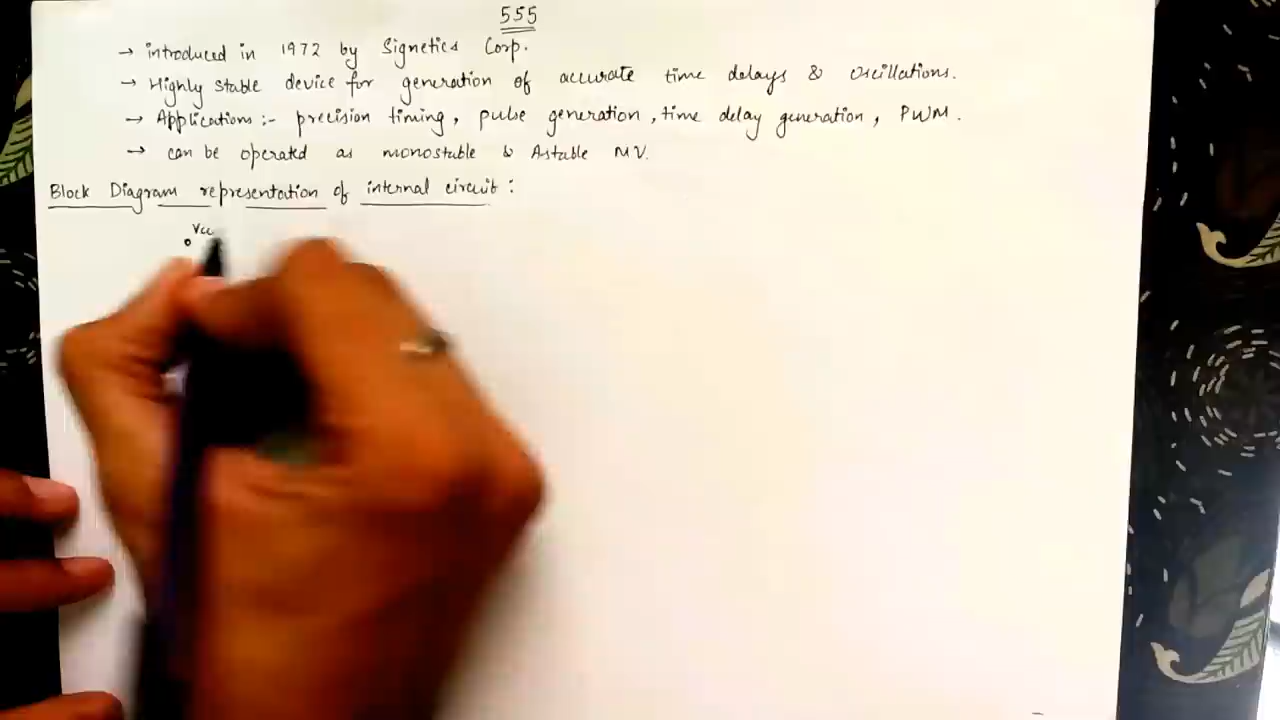 555
→ introduced in 1972 by Signetics Corp.
→ Highly stable device for generation of accurate time delays & oscillations.
→ Applications :- precision timing, pulse generation, time delay generation, PWM.
→ can be operatd as monostable & Astable MV.
Block Diagram representation of internal circuit :
Vcc